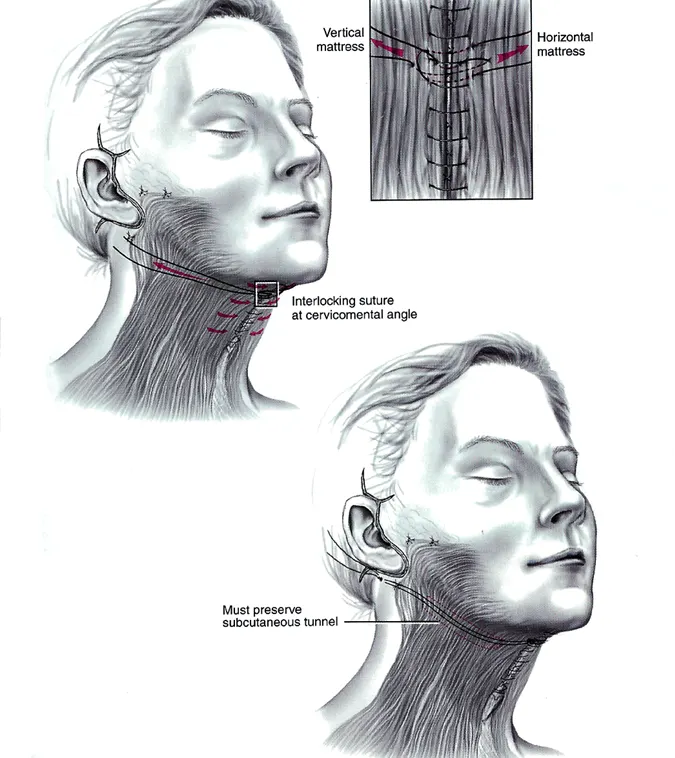 Vertical
mattress
Horizontal
mattress
Interlocking suture
at cervicomental angle
Must preserve
subcutaneous tunnel